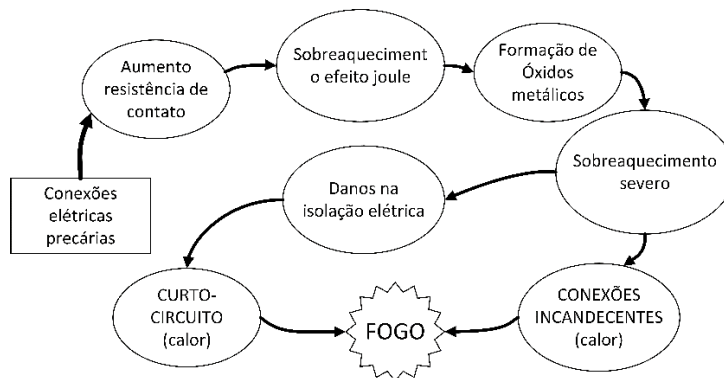 Conexões
elétricas
precárias
Aumento
resistência de
contato
Sobreaqueciment
o efeito joule
Formação de
Óxidos
metálicos
Sobreaquecimento
severo
Danos na
isolação elétrica
CURTO-
CIRCUITO
(calor)
CONEXÕES
INCANDECENTES
(calor)
FOGO